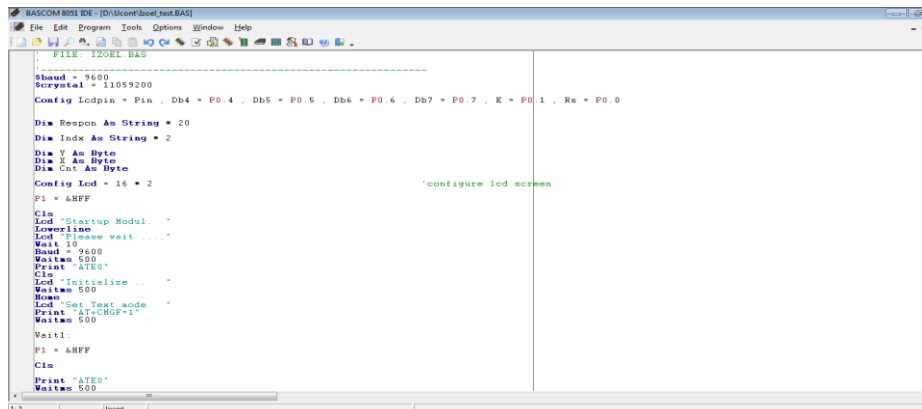 BASCOM 8051 IDE - [D:\Ucont\Izoel_test.BAS]
File Edit Program Tools Options Window Help
' FILE: IZOEL BAS
'----------------------------------------------------------------
$baud = 9600
$crystal = 11059200
Config Lcdpin = Pin , Db4 = P0.4 , Db5 = P0.5 , Db6 = P0.6 , Db7 = P0.7 , E = P0.1 , Rs = P0.0
Dim Respon As String * 20
Dim Indx As String * 2
Dim Y As Byte
Dim X As Byte
Dim Cnt As Byte
Config Lcd = 16 * 2 'configure lcd screen
P1 = &HFF
Cls
Lcd "Startup Modul. "
Lowerline
Lcd "Please wait ...."
Wait 10
Baud = 9600
Waitms 500
Print "ATE0"
Cls
Lcd "Initialize .. "
Waitms 500
Home
Lcd "Set Text mode "
Print "AT+CMGF=1"
Waitms 500
Wait1:
P1 = &HFF
Cls
Print "ATE0"
Waitms 500
1:1 Insert